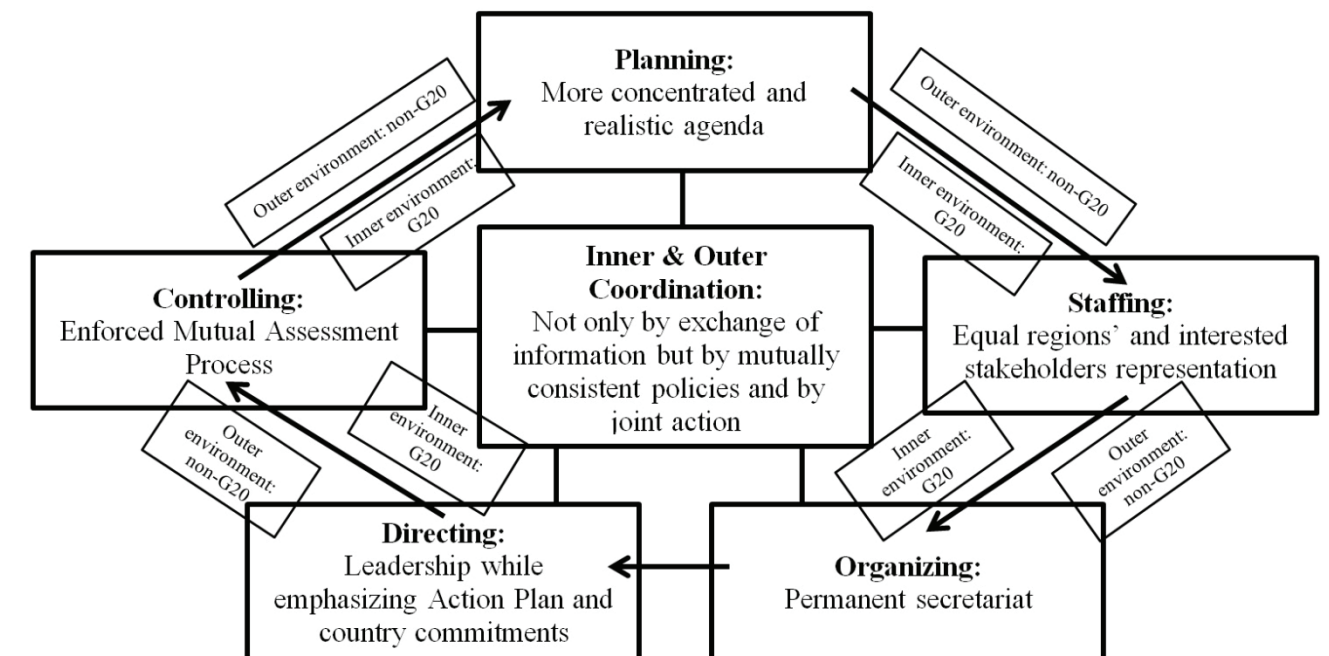 Planning:
More concentrated and
realistic agenda
Outer environment: non-G20
Inner environment:
G20
Outer environment: non-G20
Inner environment:
G20
Controlling:
Enforced Mutual Assessment
Process
Inner & Outer
Coordination:
Not only by exchange of
information but by mutually
consistent policies and by
joint action
Staffing:
Equal regions’ and interested
stakeholders representation
Outer
environment:
non-G20
Inner
environment:
G20
Inner
environment:
G20
Outer
environment:
non-G20
Directing:
Leadership while
emphasizing Action Plan and
country commitments
Organizing:
Permanent secretariat